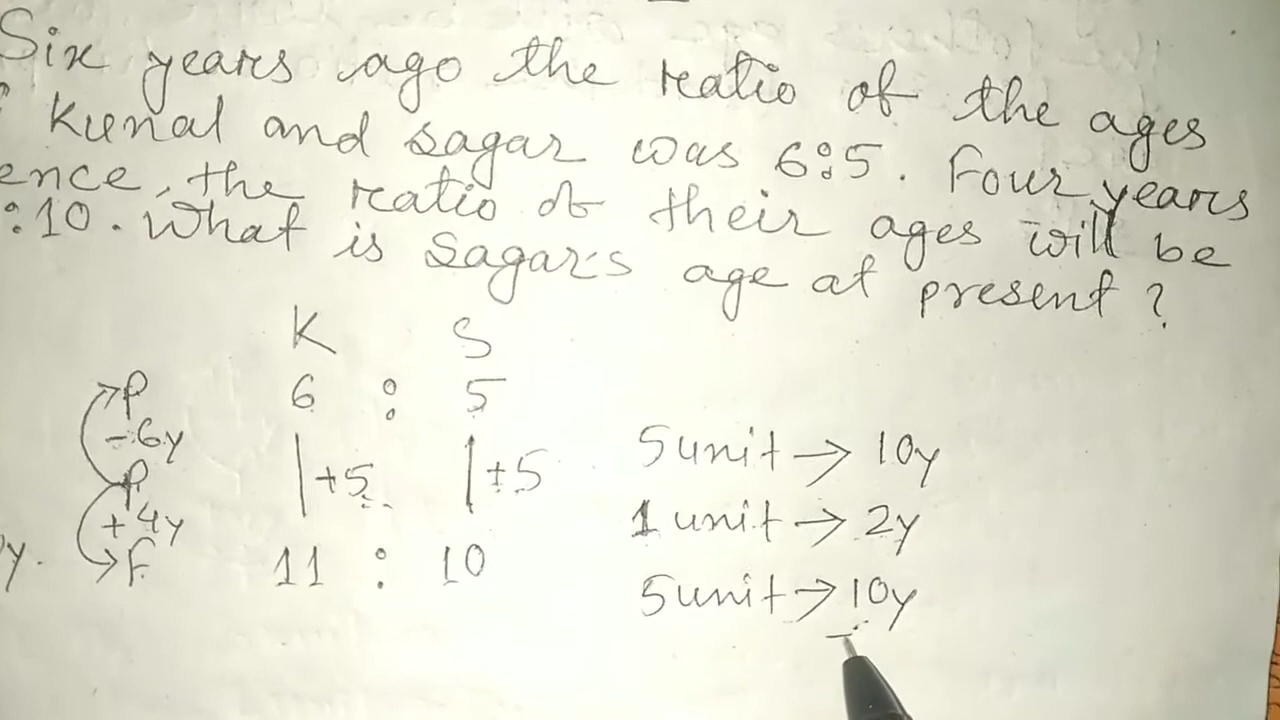 Six years ago the ratio of the ages
Kunal and Sagar was 6:5. Four years
ence, the ratio of their ages will be
:10. What is Sagar's age at present?
K S
P 6 : 5
-6y
P +5 +5
+4y
F 11 : 10
y.
5unit → 10y
1 unit → 2y
5unit → 10y